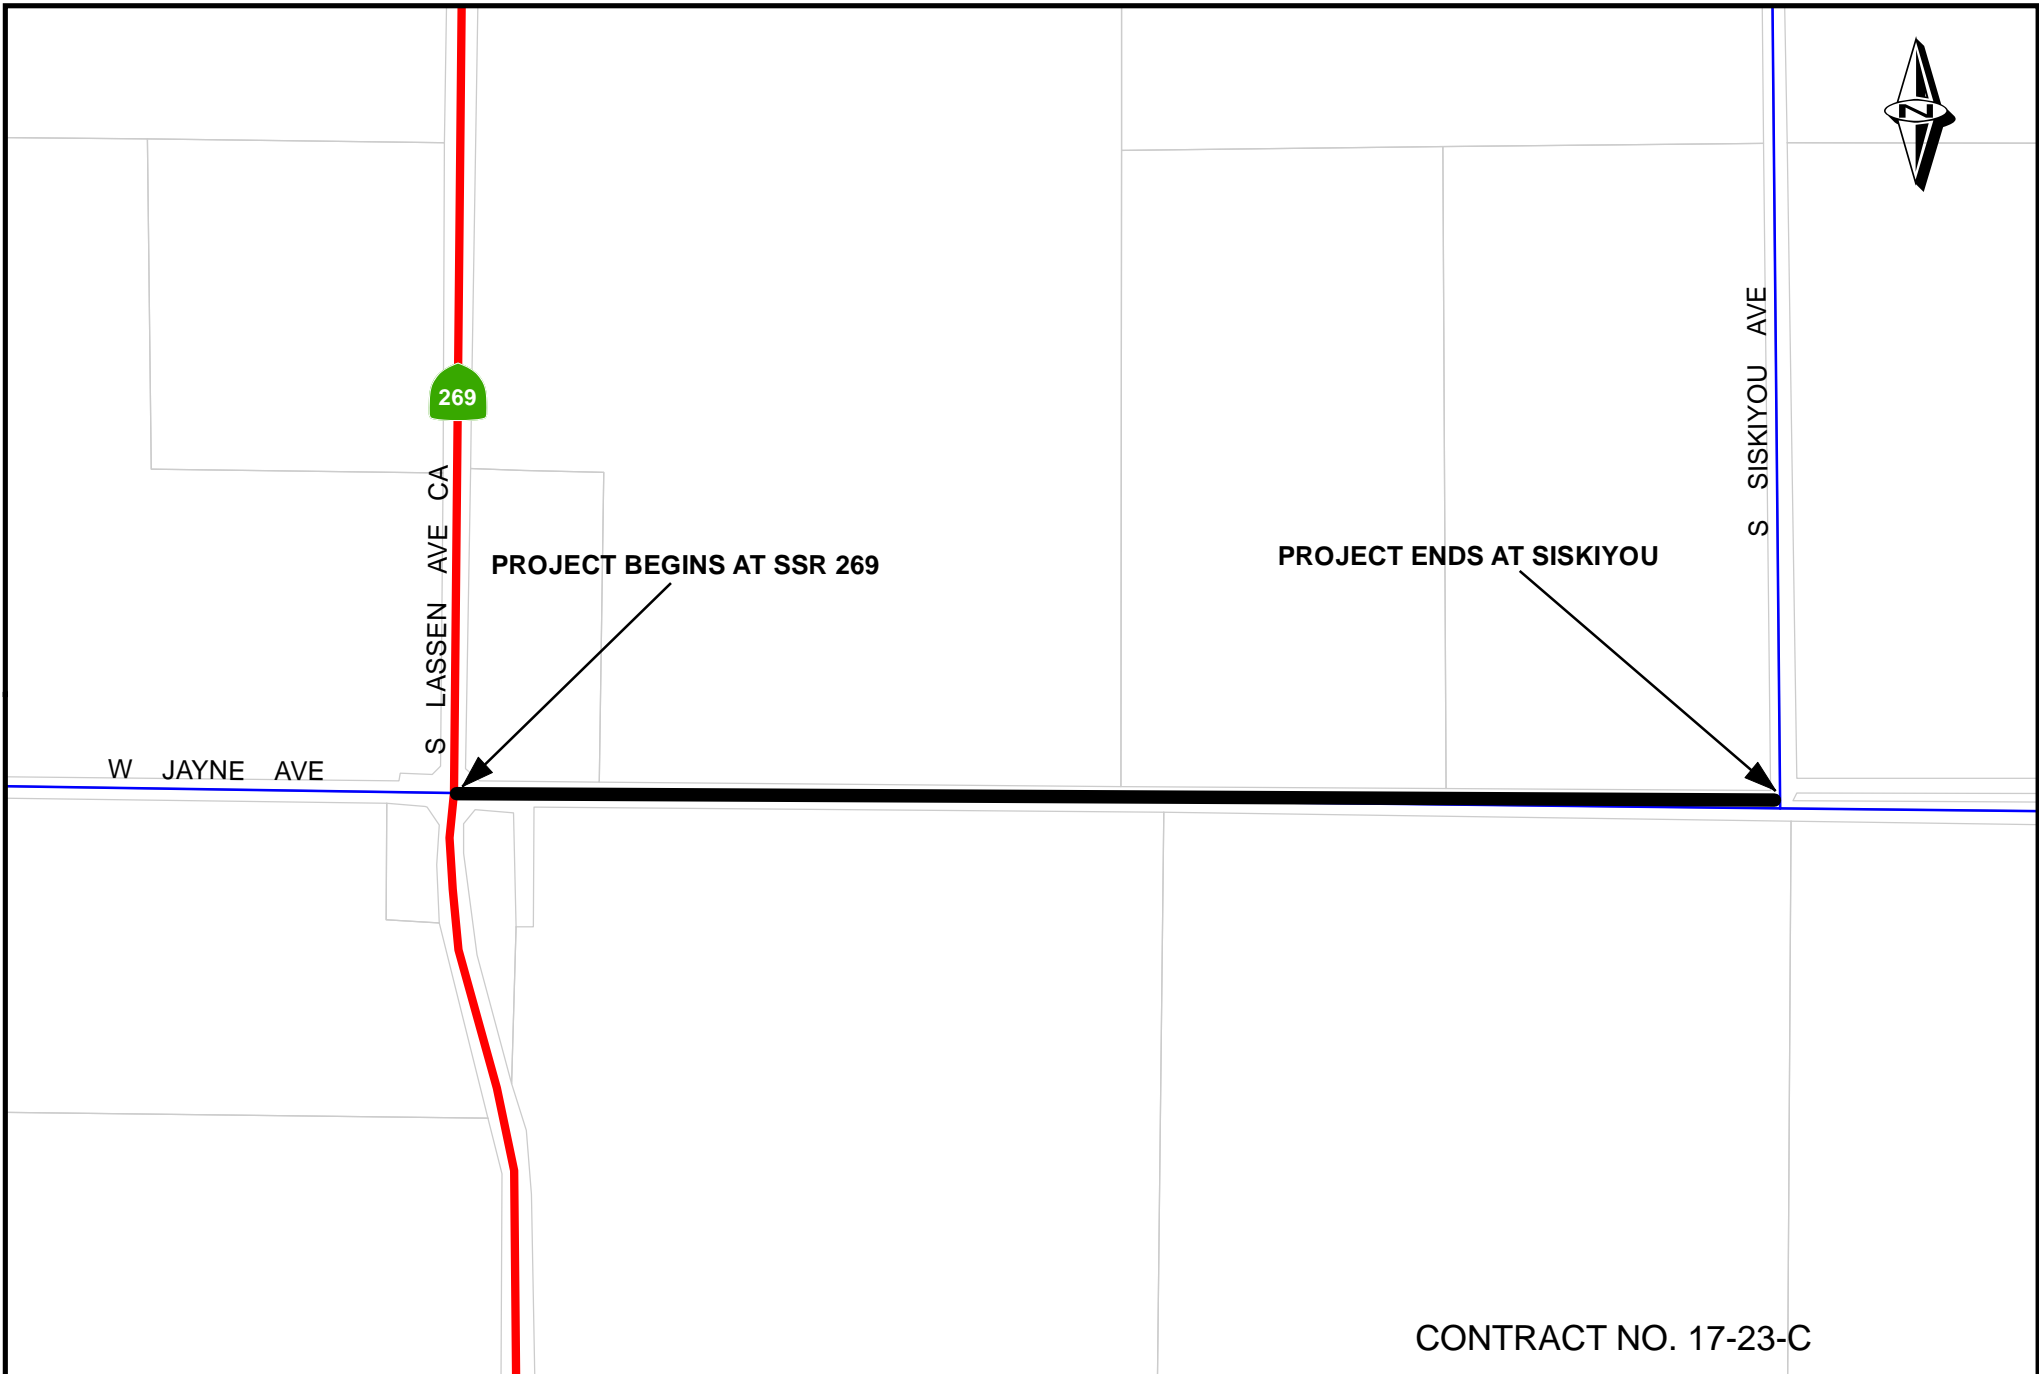 N
S SISKIYOU AVE
269
S LASSEN AVE CA
PROJECT BEGINS AT SSR 269
PROJECT ENDS AT SISKIYOU
W JAYNE AVE
CONTRACT NO. 17-23-C